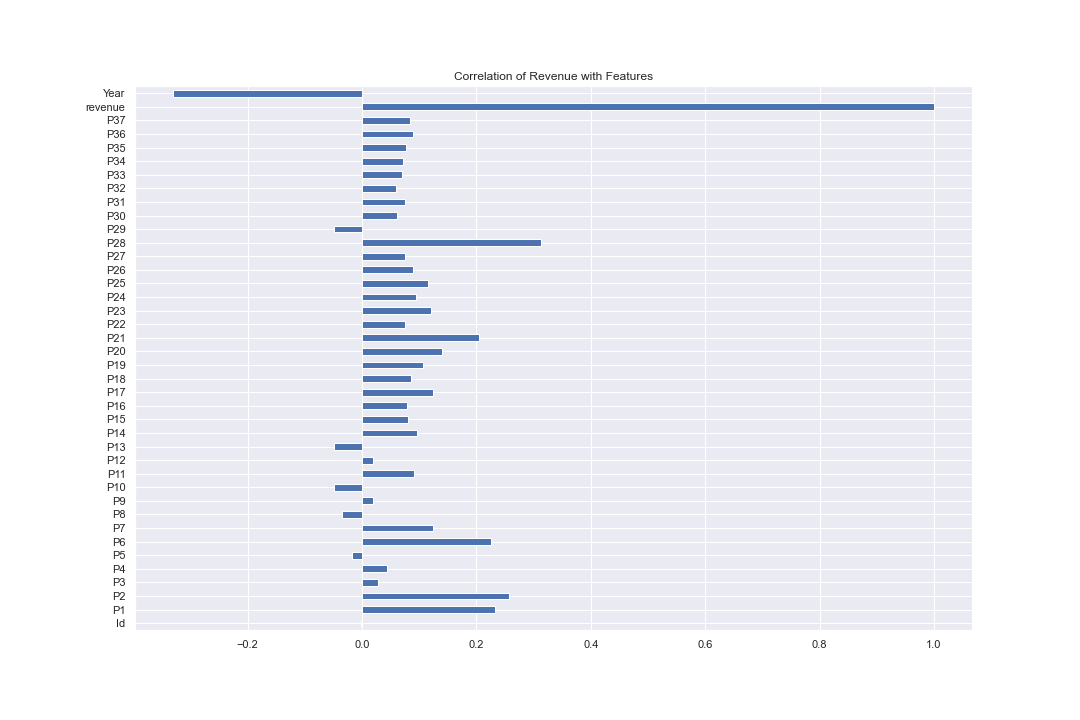 Correlation of Revenue with Features
Year
revenue
P37
P36
P35
P34
P33
P32
P31
P30
P29
P28
P27
P26
P25
P24
P23
P22
P21
P20
P19
P18
P17
P16
P15
P14
P13
P12
P11
P10
P9
P8
P7
P6
P5
P4
P3
P2
P1
Id
−0.2 0.0 0.2 0.4 0.6 0.8 1.0